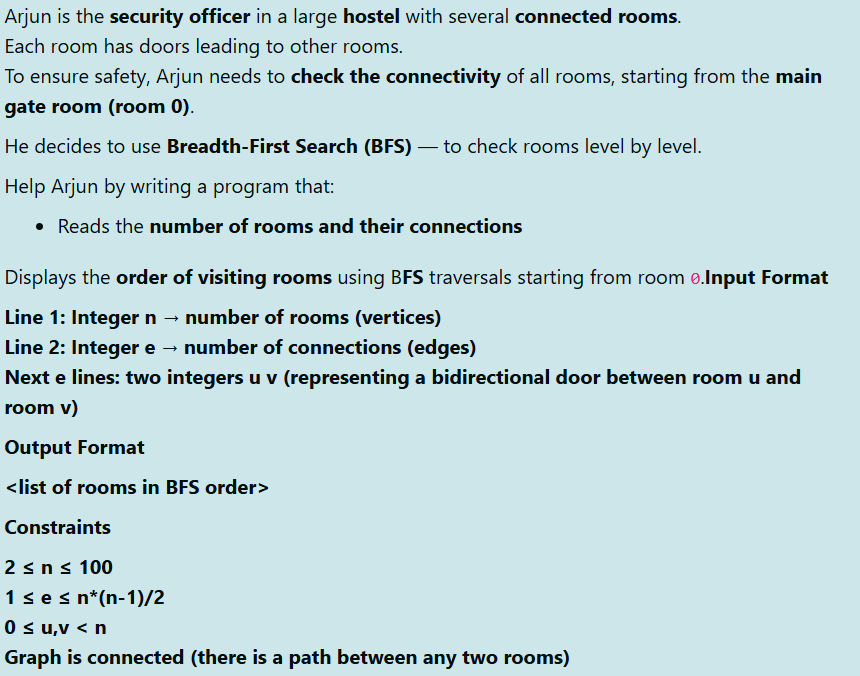 Arjun is the security officer in a large hostel with several connected rooms.
Each room has doors leading to other rooms.
To ensure safety, Arjun needs to check the connectivity of all rooms, starting from the main
gate room (room 0).
He decides to use Breadth-First Search (BFS) — to check rooms level by level.
Help Arjun by writing a program that:
• Reads the number of rooms and their connections
Displays the order of visiting rooms using BFS traversals starting from room 0.Input Format
Line 1: Integer n → number of rooms (vertices)
Line 2: Integer e → number of connections (edges)
Next e lines: two integers u v (representing a bidirectional door between room u and
room v)
Output Format
<list of rooms in BFS order>
Constraints
2 ≤ n ≤ 100
1 ≤ e ≤ n*(n-1)/2
0 ≤ u,v < n
Graph is connected (there is a path between any two rooms)